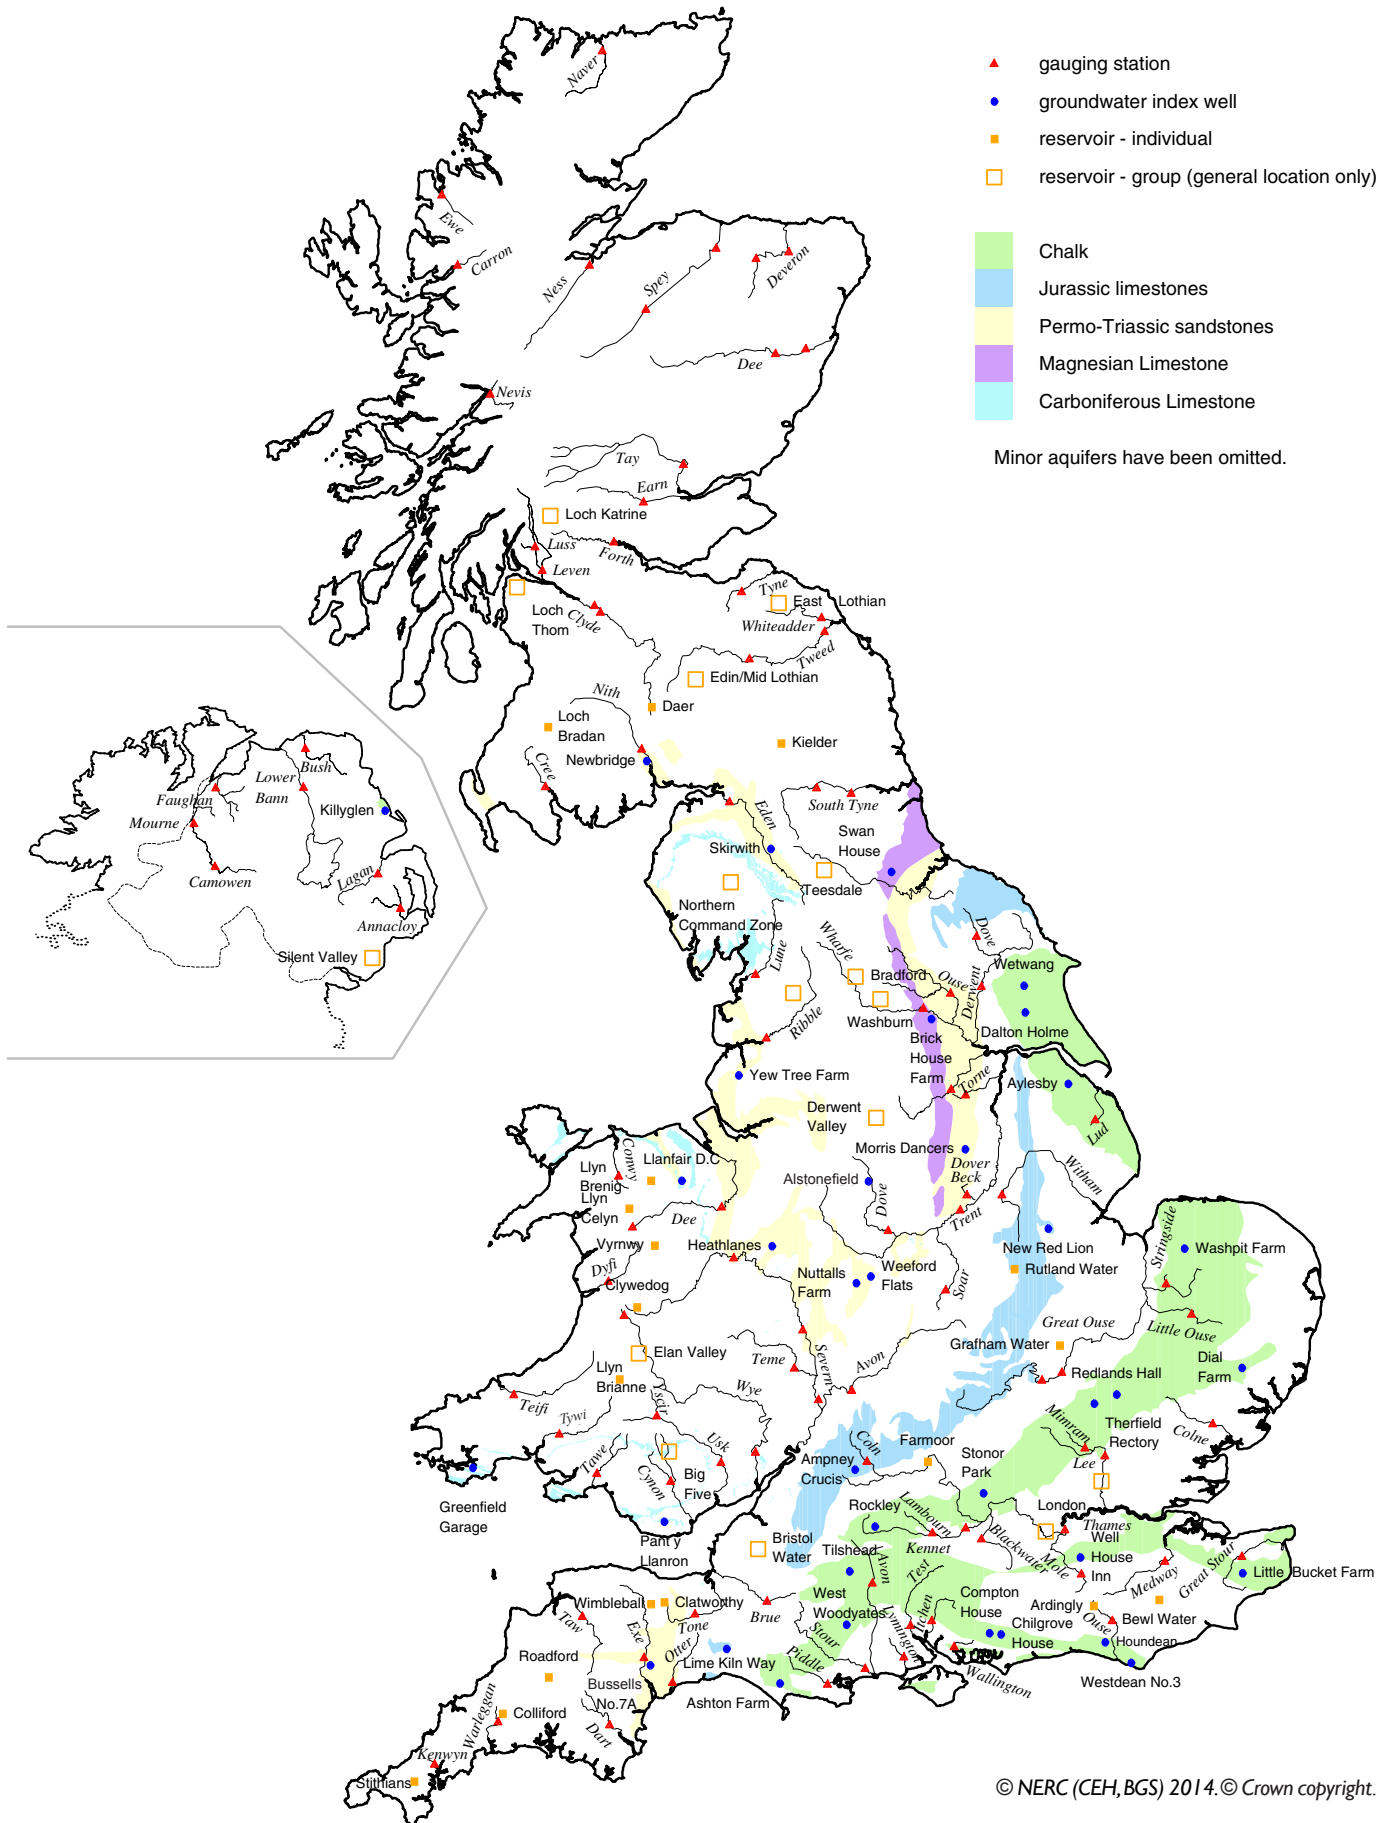 gauging station
groundwater index well
reservoir - individual
reservoir - group (general location only)
Chalk
Jurassic limestones
Permo-Triassic sandstones
Magnesian Limestone
Carboniferous Limestone
Minor aquifers have been omitted.
Naver
Ewe
Carron
Ness
Spey
Deveron
Dee
Nevis
Tay
Earn
Loch Katrine
Luss
Forth
Leven
Loch
Thom
Clyde
Tyne
East Lothian
Whiteadder
Tweed
Edin/Mid Lothian
Nith
Daer
Loch
Bradan
Kielder
Newbridge
Cree
Bush
Lower
Bann
Faughan
Mourne
Killyglen
Camowen
Lagan
Annacloy
Silent Valley
South Tyne
Eden
Swan
House
Skirwith
Teesdale
Northern
Command Zone
Lune
Wharfe
Dove
Wetwang
Bradford
Ouse
Derwent
Washburn
Ribble
Dalton Holme
Brick
House
Farm
Yew Tree Farm
Torne
Aylesby
Derwent
Valley
Lud
Morris Dancers
Dover
Beck
Witham
Conwy
Llanfair D.C
Llyn
Brenig
Llyn
Celyn
Alstonefield
Dove
Dee
Trent
Vyrnwy
Heathlanes
New Red Lion
Rutland Water
Stringside
Washpit Farm
Dyfi
Clywedog
Nuttalls
Farm
Weeford
Flats
Soar
Great Ouse
Little Ouse
Grafham Water
Elan Valley
Teme
Severn
Avon
Redlands Hall
Dial
Farm
Llyn
Brianne
Yscir
Wye
Teifi
Tywi
Mimram
Therfield
Rectory
Colne
Tawe
Usk
Cynon
Big
Five
Coln
Farmoor
Ampney
Crucis
Stonor
Park
Lee
Greenfield
Garage
Pant y
Llanron
Rockley
Lambourn
London
Thames
Bristol
Water
Tilshead
Kennet
Blackwater
Mole
Well
House
Inn
Medway
Great Stour
Little Bucket Farm
Avon
Test
West
Woodyates
Itchen
Compton
House
Chilgrove
House
Ardingly
Bewl Water
Ouse
Houndean
Wimbleball
Clatworthy
Brue
Taw
Exe
Tone
Otter
Stour
Lymington
Roadford
Lime Kiln Way
Piddle
Wallington
Westdean No.3
Bussells
No.7A
Ashton Farm
Warleggan
Colliford
Dart
Kenwyn
Stithians
© NERC (CEH, BGS) 2014. © Crown copyright.